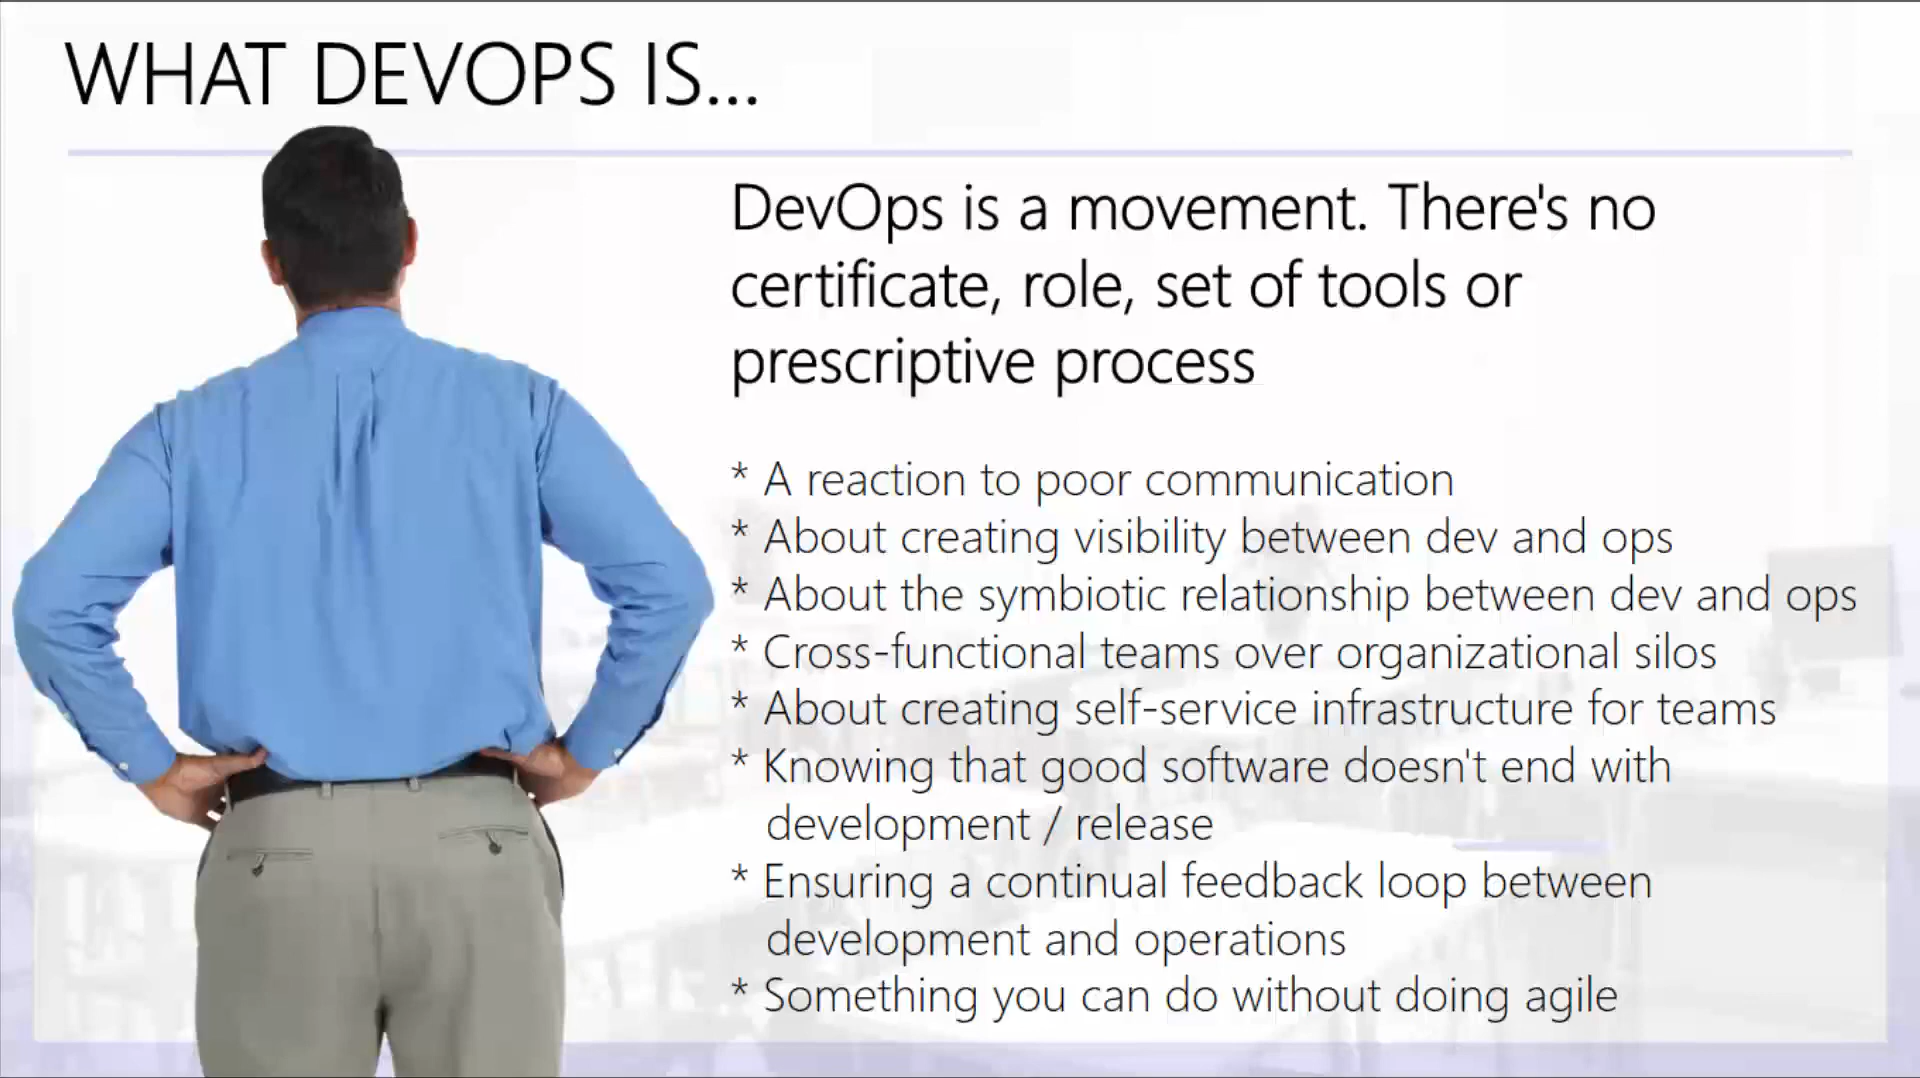 WHAT DEVOPS IS...
DevOps is a movement. There's no
certificate, role, set of tools or
prescriptive process
* A reaction to poor communication
* About creating visibility between dev and ops
* About the symbiotic relationship between dev and ops
* Cross-functional teams over organizational silos
* About creating self-service infrastructure for teams
* Knowing that good software doesn't end with
development / release
* Ensuring a continual feedback loop between
development and operations
* Something you can do without doing agile